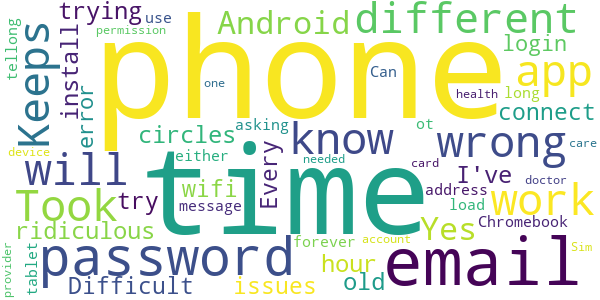 trying use Android different
permission
tellong Keeps install error phone login app
one Can health long connect
circles asking know ot wrong care
either needed card doctor
device will Every time I've work
Took try wifi message address load Chromebook
ridiculous Yes
password forever account email Sim
provider tablet Difficult issues hour old